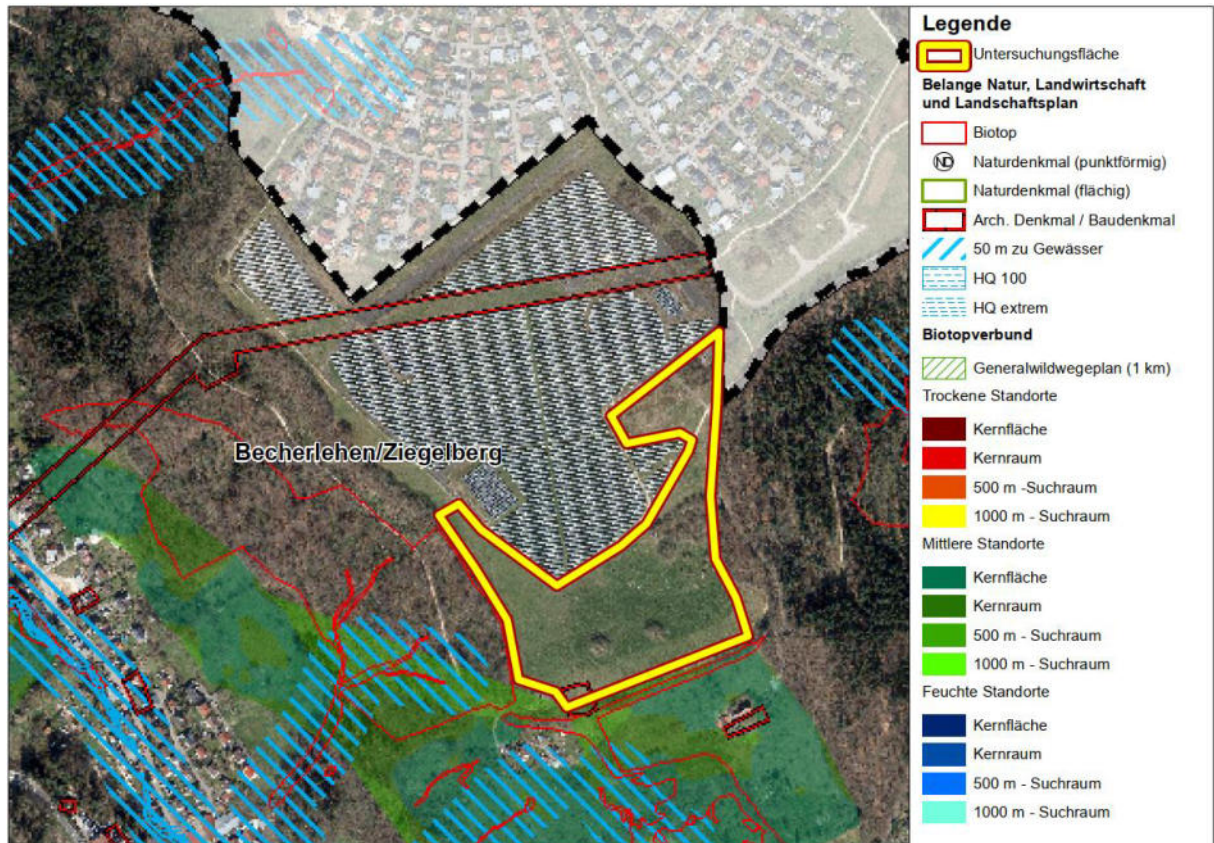 Becherlehen/Ziegelberg
Legende
Untersuchungsfläche
Belange Natur, Landwirtschaft
und Landschaftsplan
Biotop
ND Naturdenkmal (punktförmig)
Naturdenkmal (flächig)
Arch. Denkmal / Baudenkmal
50 m zu Gewässer
HQ 100
HQ extrem
Biotopverbund
Generalwildwegeplan (1 km)
Trockene Standorte
Kernfläche
Kernraum
500 m -Suchraum
1000 m - Suchraum
Mittlere Standorte
Kernfläche
Kernraum
500 m - Suchraum
1000 m - Suchraum
Feuchte Standorte
Kernfläche
Kernraum
500 m - Suchraum
1000 m - Suchraum